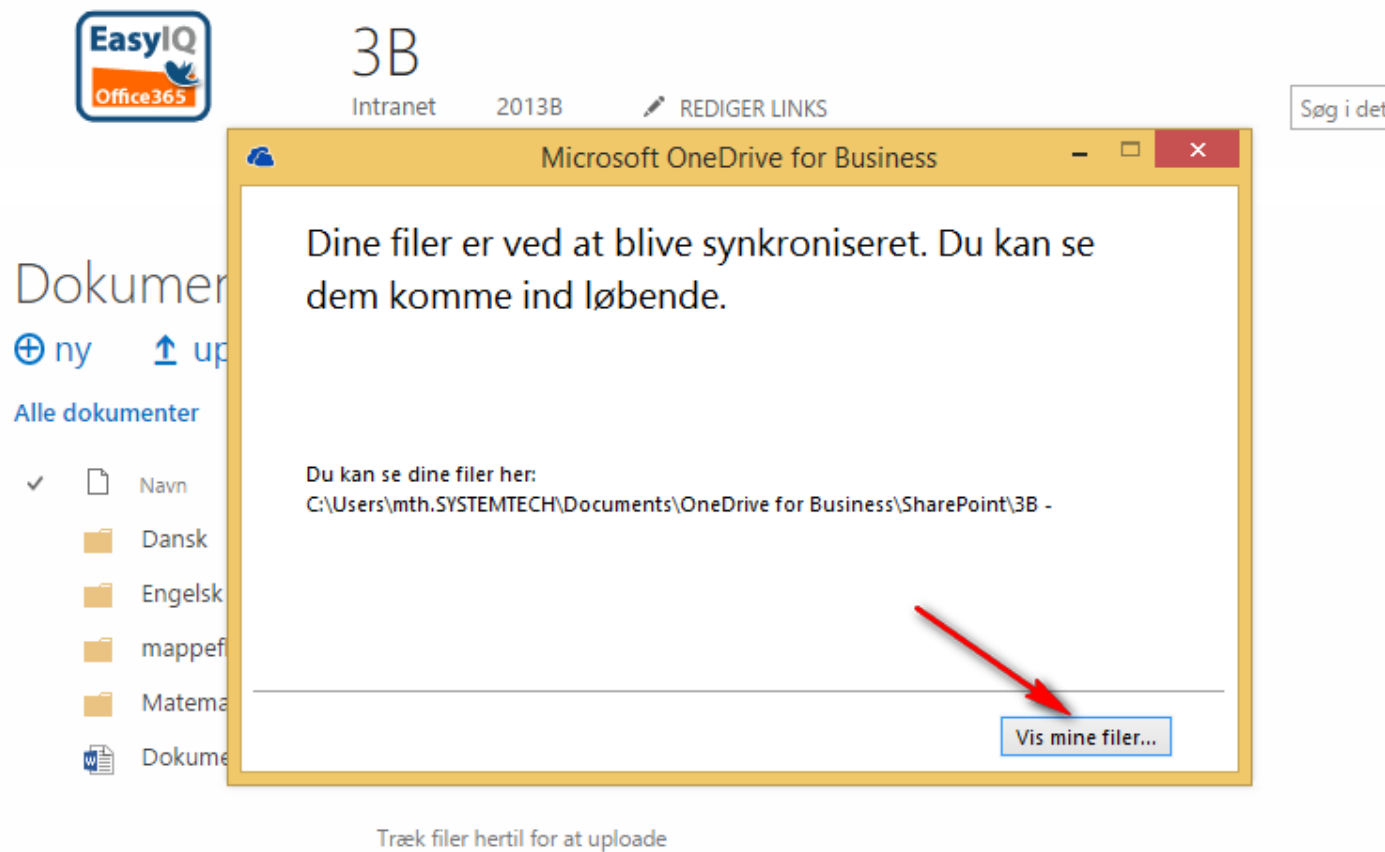 EasyIQ
Office365
3B
Intranet 2013B REDIGER LINKS
Søg i det
Microsoft OneDrive for Business
Dine filer er ved at blive synkroniseret. Du kan se
dem komme ind løbende.
Dokumen
ny up
Alle dokumenter
Du kan se dine filer her:
C:\Users\mth.SYSTEMTECH\Documents\OneDrive for Business\SharePoint\3B -
Navn
Dansk
Engelsk
mappefl
Matema
Dokume
Vis mine filer...
Træk filer hertil for at uploade